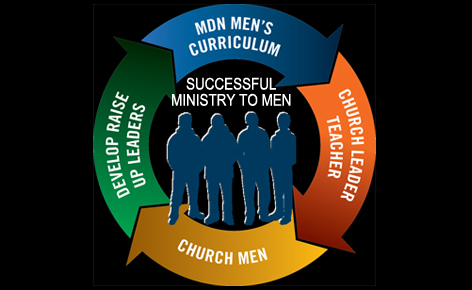 MDN MEN'S
CURRICULUM
SUCCESSFUL
MINISTRY TO MEN
CHURCH LEADER
TEACHER
CHURCH MEN
DEVELOP RAISE
UP LEADERS